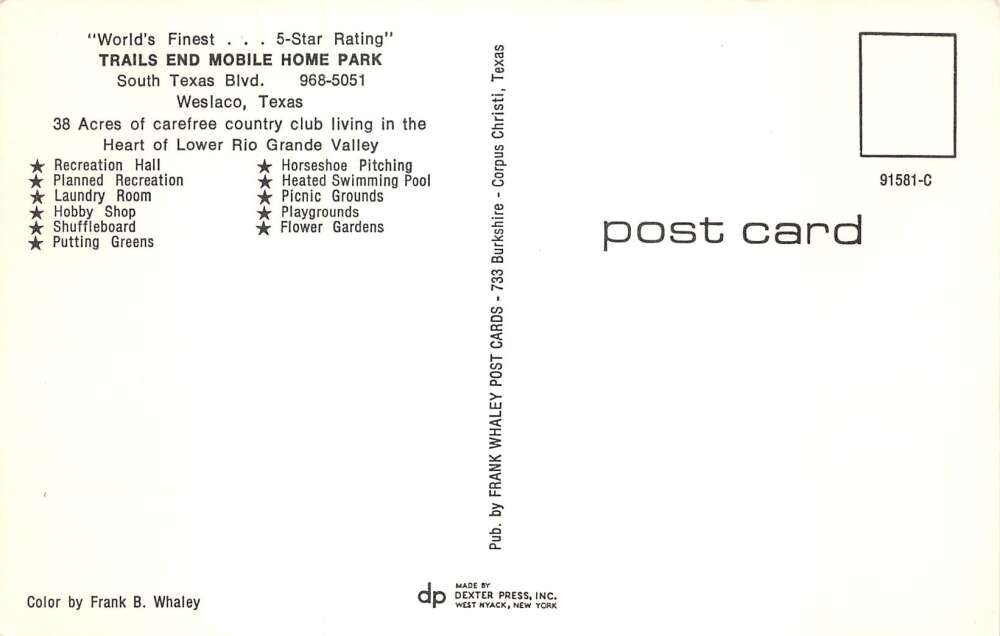 "World's Finest . . . 5-Star Rating"
TRAILS END MOBILE HOME PARK
South Texas Blvd. 968-5051
Weslaco, Texas
38 Acres of carefree country club living in the
Heart of Lower Rio Grande Valley
★ Recreation Hall
★ Planned Recreation
★ Laundry Room
★ Hobby Shop
★ Shuffleboard
★ Putting Greens
★ Horseshoe Pitching
★ Heated Swimming Pool
★ Picnic Grounds
★ Playgrounds
★ Flower Gardens
Color by Frank B. Whaley
Pub. by FRANK WHALEY POST CARDS - 733 Burkshire - Corpus Christi, Texas
dp
MADE BY
DEXTER PRESS, INC.
WEST NYACK, NEW YORK
91581-C
post card